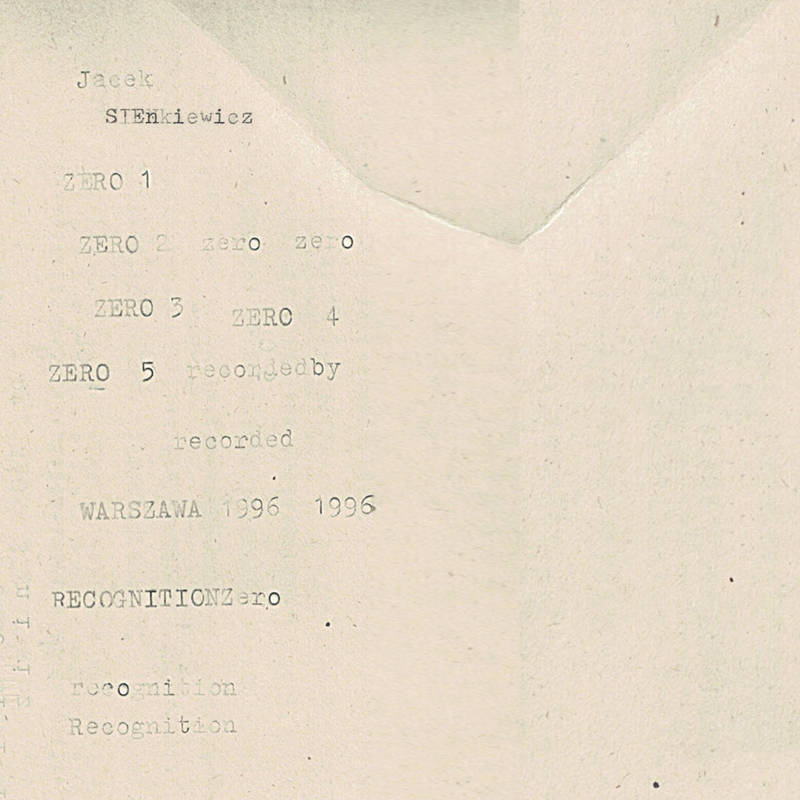 Jacek
SIENkiewicz
ZERO 1
ZERO 2 zero zero
ZERO 3 ZERO 4
ZERO 5 recordedby
recorded
WARSZAWA 1996 1996
RECOGNITIONZero
recognition
Recognition